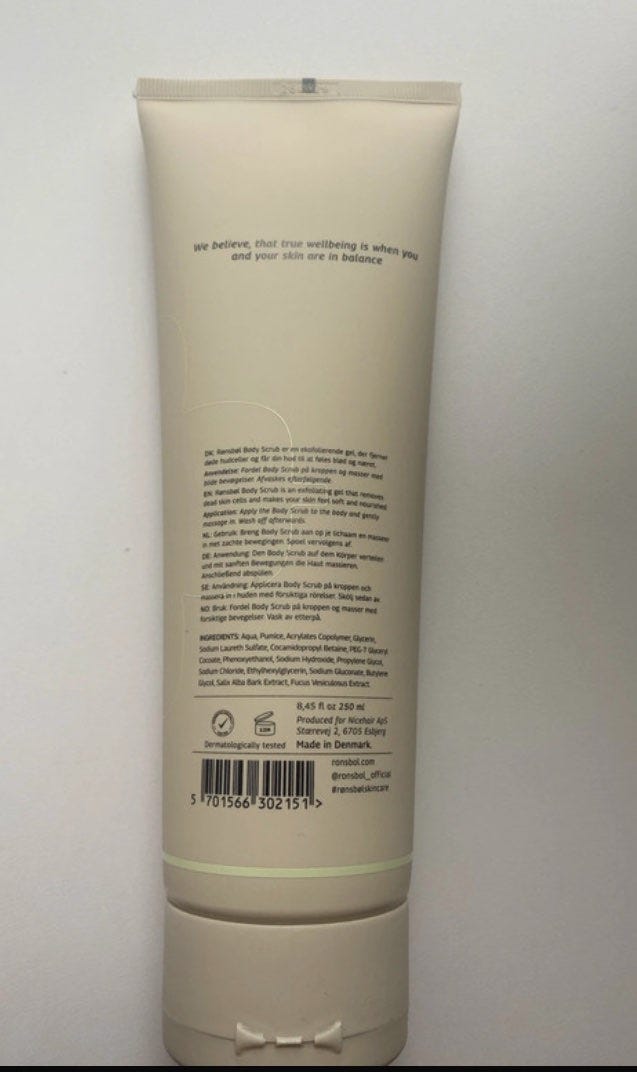 We believe, that true wellbeing is when you
and your skin are in balance
DK: Rønsbøl Body Scrub er en eksfolierende gel, der fjerner
døde hudceller og får din hud til at føles blød og næret.
Anvendelse: Fordel Body Scrub på kroppen og masser med
blide bevægelser. Afvaskes efterfølgende.
EN: Rønsbøl Body Scrub is an exfoliating gel that removes
dead skin cells and makes your skin feel soft and nourished
Application: Apply the Body Scrub to the body and gently
massage in. Wash off afterwards.
NL: Gebruik: Breng Body Scrub aan op je lichaam en masseer
in met zachte bewegingen. Spoel vervolgens af.
DE: Anwendung: Den Body Scrub auf dem Körper verteilen
und mit sanften Bewegungen die Haut massieren.
Anschließend abspülen.
SE: Användning: Applicera Body Scrub på kroppen och
massera in i huden med försiktiga rörelser. Skölj sedan av.
NO: Bruk: Fordel Body Scrub på kroppen og masser med
forsiktige bevegelser. Vask av etterpå.
INGREDIENTS: Aqua, Pumice, Acrylates Copolymer, Glycerin,
Sodium Laureth Sulfate, Cocamidopropyl Betaine, PEG-7 Glyceryl
Cocoate, Phenoxyethanol, Sodium Hydroxide, Propylene Glycol,
Sodium Chloride, Ethylhexylglycerin, Sodium Gluconate, Butylene
Glycol, Salix Alba Bark Extract, Fucus Vesiculosus Extract.
8,45 fl oz 250 ml
Produced for Nicehair ApS
Stærevej 2, 6705 Esbjerg
Made in Denmark.
12M
Dermatologically tested
ronsbol.com
@ronsbol_official
#rønsbølskincare
5 701566 302151 >